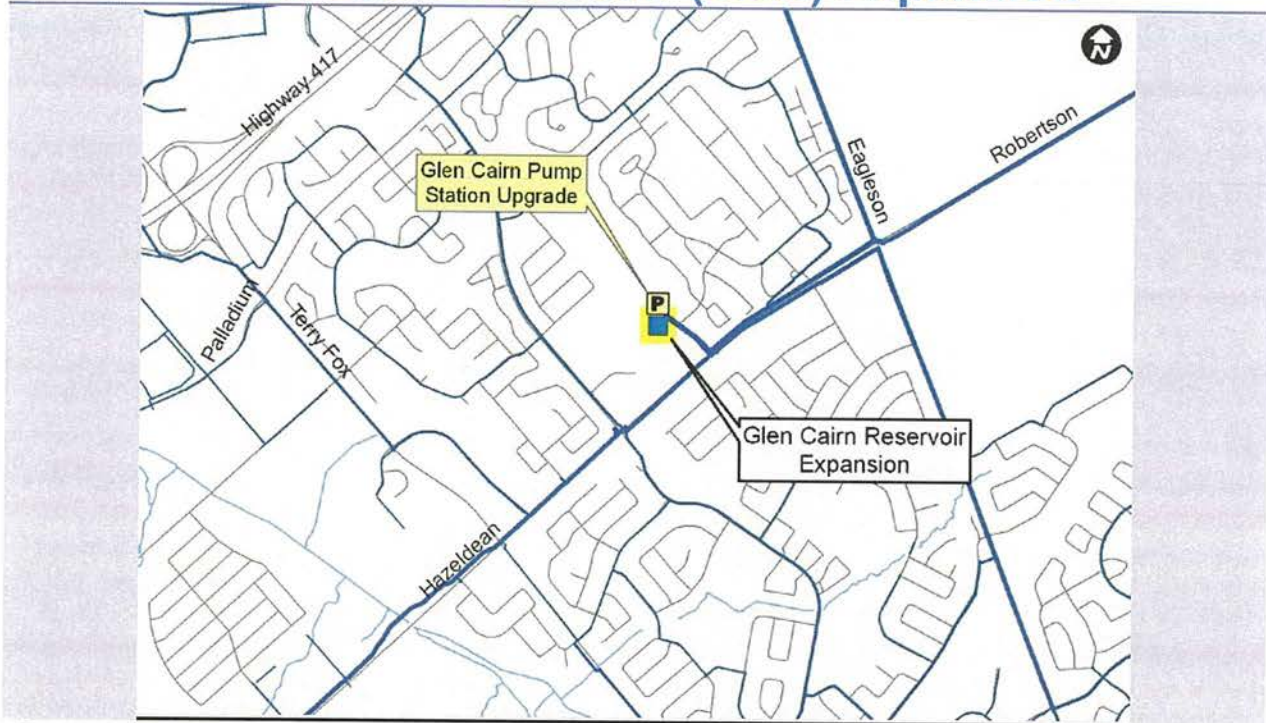 N
Highway 417
Robertson
Eagleson
Glen Cairn Pump
Station Upgrade
P
Palladium
Terry Fox
Glen Cairn Reservoir
Expansion
Hazeldean